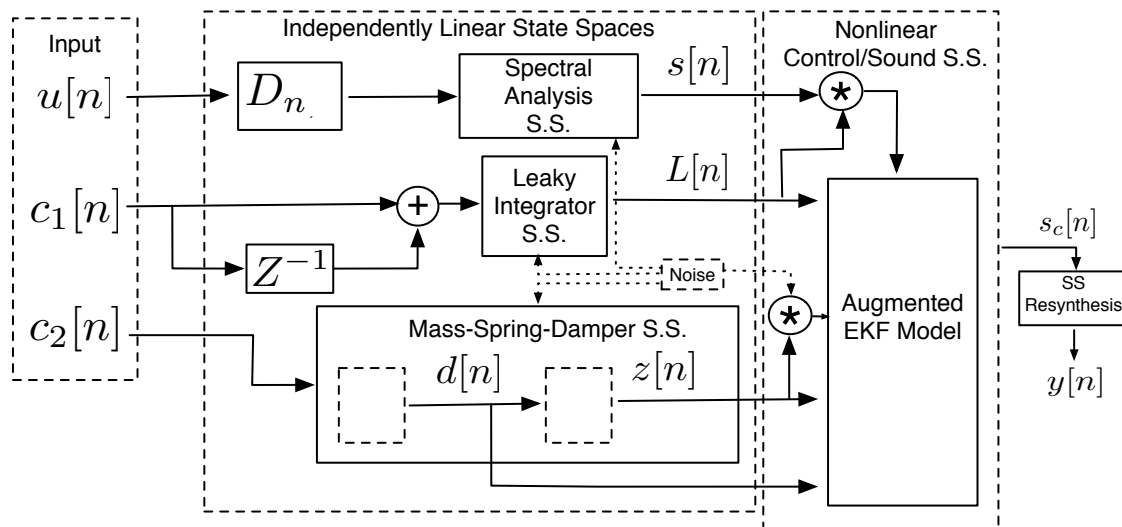 Input
Independently Linear State Spaces
Nonlinear
Control/Sound S.S.
u[n]
D_n
Spectral
Analysis
S.S.
s[n]
*
c_1[n]
+
Leaky
Integrator
S.S.
L[n]
Z^{-1}
Noise
*
c_2[n]
Mass-Spring-Damper S.S.
d[n]
z[n]
Augmented
EKF Model
s_c[n]
SS
Resynthesis
y[n]